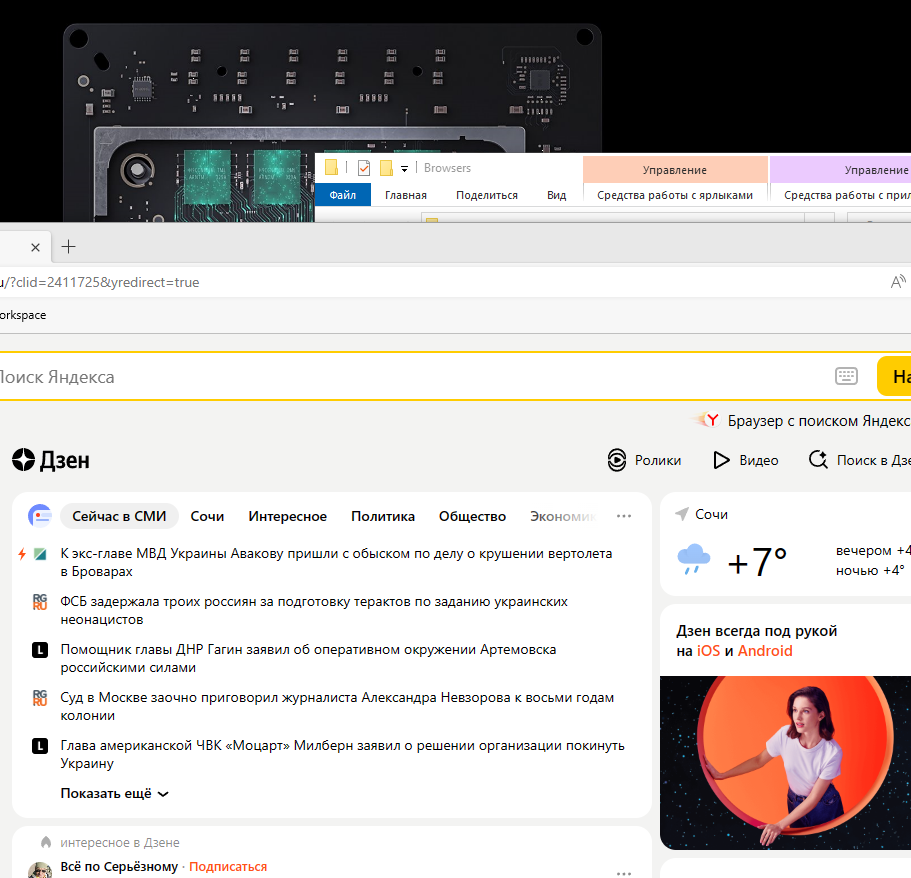 Browsers
Управление
Управление
Файл
Главная
Поделиться
Вид
Средства работы с ярлыками
Средства работы с
/?clid=2411725&yredirect=true
orkspace
Поиск Яндекса
На
Браузер с поиском Яндекс
Дзен
Ролики
Видео
Поиск в Дзе
Сейчас в СМИ
Сочи
Интересное
Политика
Общество
Экономик
К экс-главе МВД Украины Авакову пришли с обыском по делу о крушении вертолета
в Броварах
RG
RU
ФСБ задержала троих россиян за подготовку терактов по заданию украинских
неонацистов
L
Помощник главы ДНР Гагин заявил об оперативном окружении Артемовска
российскими силами
RG
RU
Суд в Москве заочно приговорил журналиста Александра Невзорова к восьми годам
колонии
L
Глава американской ЧВК «Моцарт» Милберн заявил о решении организации покинуть
Украину
Показать ещё
интересное в Дзене
Всё по Серьёзному · Подписаться
Сочи
+7°
вечером +4
ночью +4°
Дзен всегда под рукой
на iOS и Android